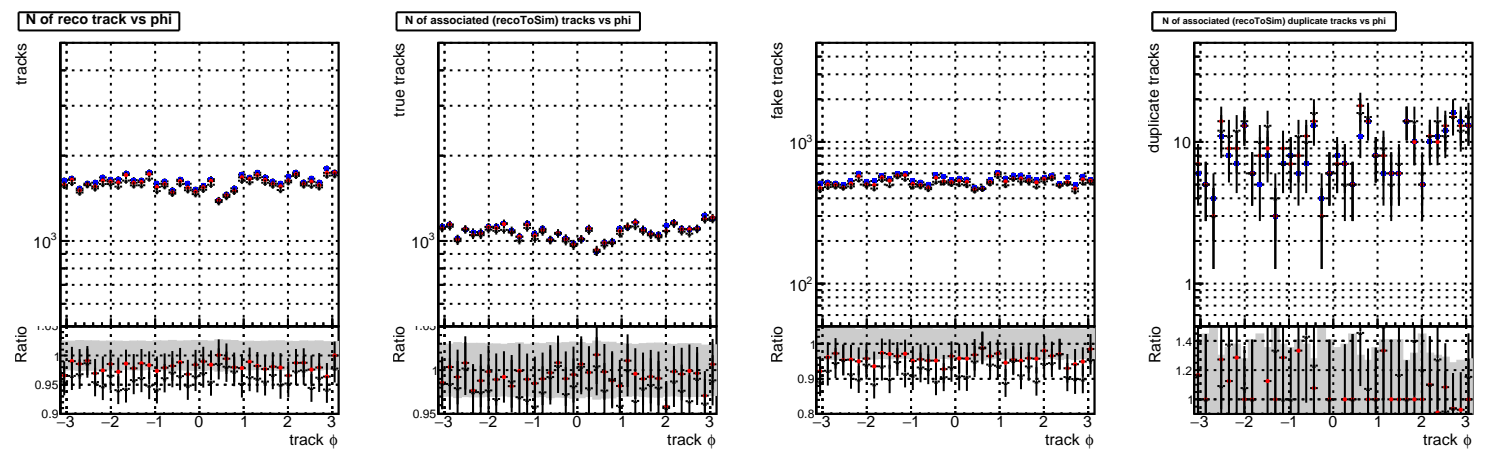 N of reco track vs phi
tracks
10³
Ratio
1.05
1
0.95
0.9
−3 −2 −1 0 1 2 3
track ϕ
N of associated (recoToSim) tracks vs phi
true tracks
10³
Ratio
1
0.95
−3 −2 −1 0 1 2 3
track ϕ
fake tracks
10³
10²
Ratio
1
0.9
0.8
−3 −2 −1 0 1 2 3
track ϕ
N of associated (recoToSim) duplicate tracks vs phi
duplicate tracks
10
1
Ratio
1.4
1.2
1
−3 −2 −1 0 1 2 3
track ϕ